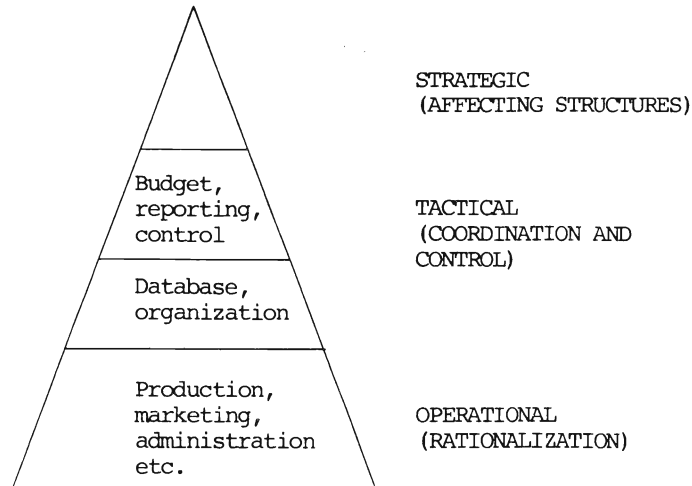 STRATEGIC
(AFFECTING STRUCTURES)
Budget,
reporting,
control
TACTICAL
(COORDINATION AND
CONTROL)
Database,
organization
Production,
marketing,
administration
etc.
OPERATIONAL
(RATIONALIZATION)